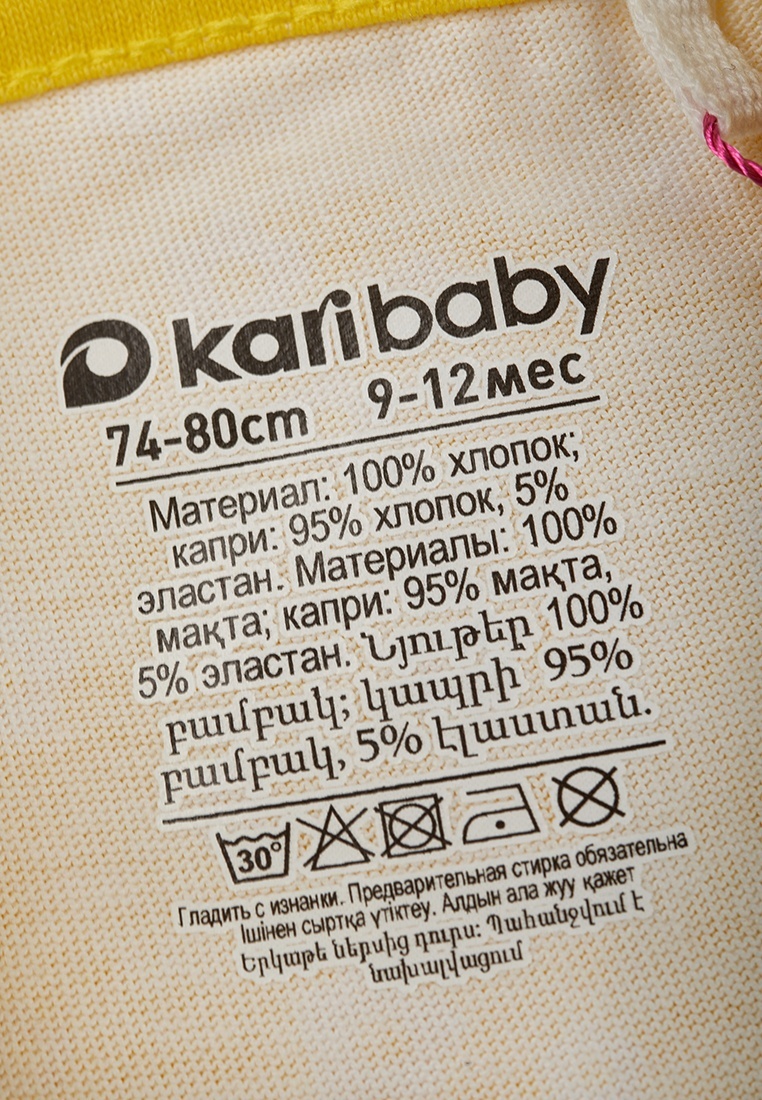 kari baby
74-80cm 9-12мес
Материал: 100% хлопок;
капри: 95% хлопок, 5%
эластан. Материалы: 100%
мақта; капри: 95% мақта,
5% эластан. Նյութեր 100%
բամբակ; կապրի 95%
բամբակ, 5% էլաստան.
30°
Гладить с изнанки. Предварительная стирка обязательна
Ішінен сыртқа үтіктеу. Алдын ала жуу қажет
Երկաթե ներսից դուրս: Պահանջվում է
նախալվացում